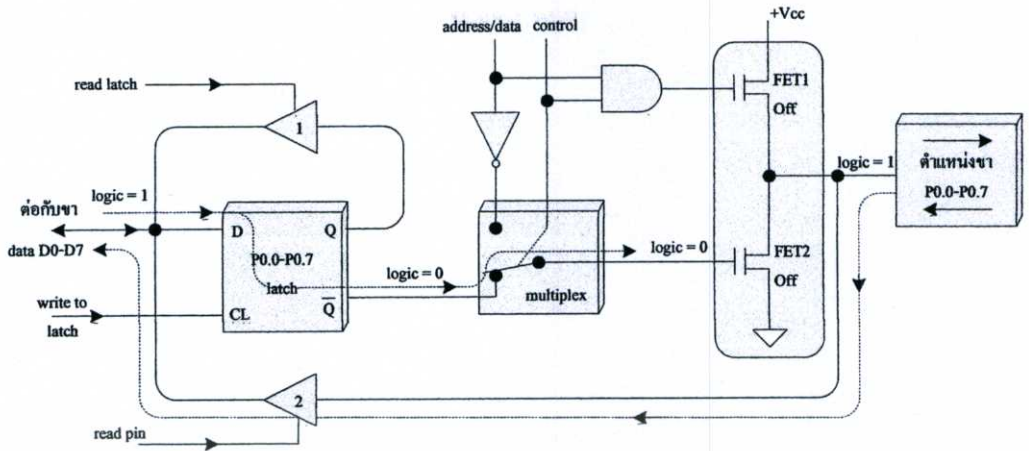 +Vcc
address/data
control
read latch
FET1
Off
1
logic = 1
ตำแหน่งขา
P0.0-P0.7
ต่อกับขา
logic = 1
data D0-D7
D
Q
P0.0-P0.7
latch
CL
Q
logic = 0
multiplex
logic = 0
FET2
Off
write to
latch
2
read pin